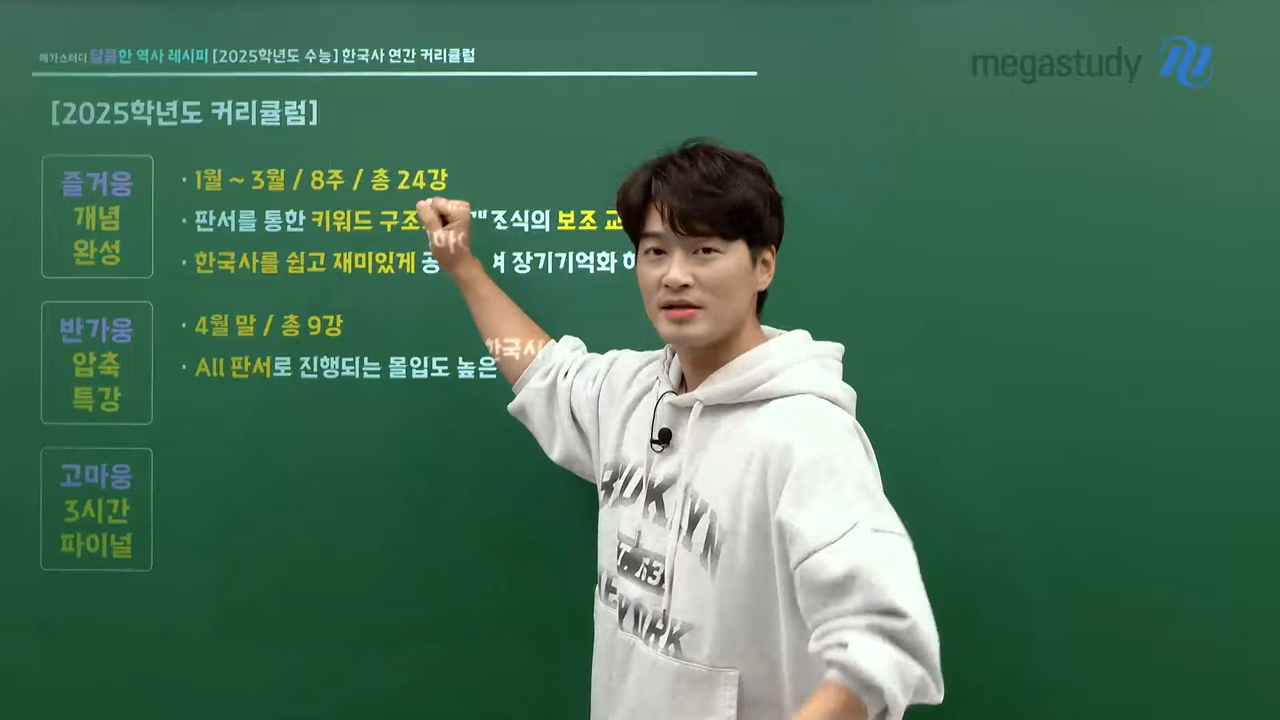 메가스터디 달콤한 역사 레시피 [2025학년도 수능] 한국사 연간 커리큘럼
megastudy
[2025학년도 커리큘럼]
즐거웅
개념
완성
· 1월 ~ 3월 / 8주 / 총 24강
· 판서를 통한 키워드 구조 조식의 보조
· 한국사를 쉽고 재미있게 장기기억화
반가웅
압축
특강
· 4월 말 / 총 9강
· All 판서로 진행되는 몰입도 높은
한국사
고마웅
3시간
파이널
NEW YORK